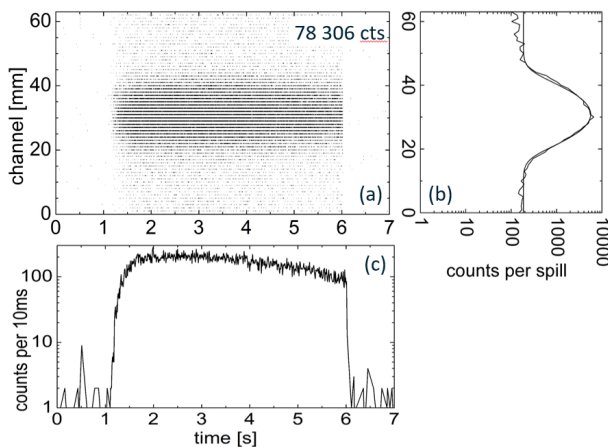 78 306 cts
60
40
20
0
channel [mm]
(a)
0 1 2 3 4 5 6 7
60
40
20
0
(b)
1 10 100 1000 10000
counts per spill
(c)
100
10
1
counts per 10ms
0 1 2 3 4 5 6 7
time [s]